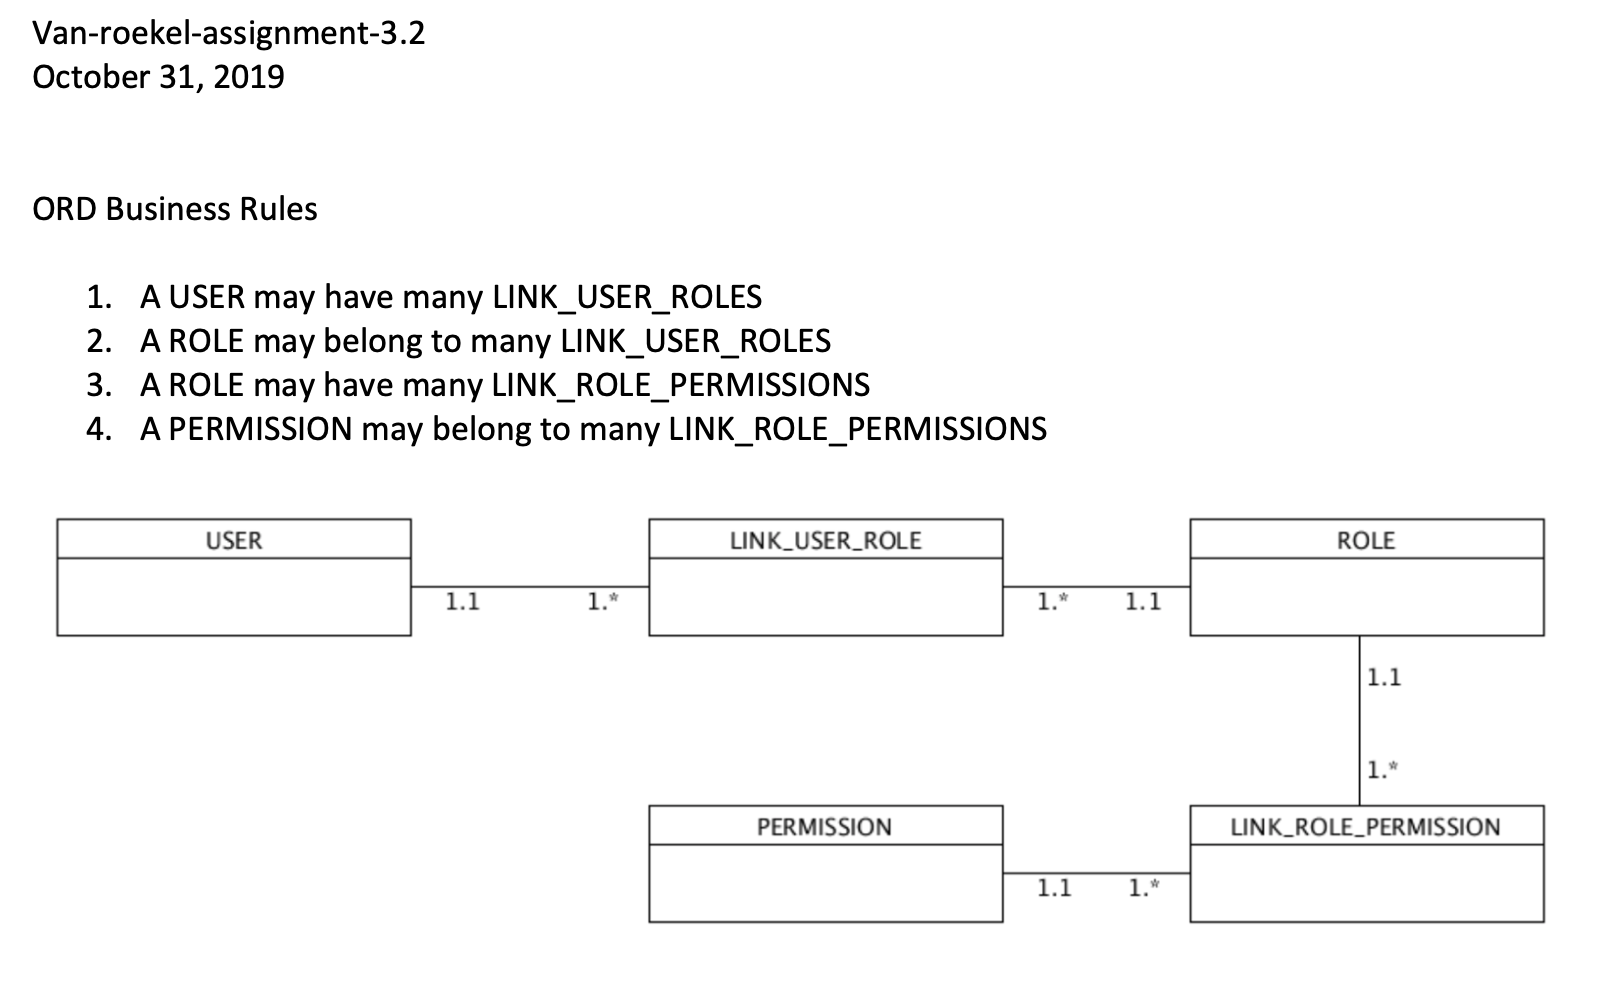 Van-roekel-assignment-3.2
October 31, 2019
ORD Business Rules
1. A USER may have many LINK_USER_ROLES
2. A ROLE may belong to many LINK_USER_ROLES
3. A ROLE may have many LINK_ROLE_PERMISSIONS
4. A PERMISSION may belong to many LINK_ROLE_PERMISSIONS
USER
LINK_USER_ROLE
ROLE
1.1
1.*
1.*
1.1
1.1
1.*
PERMISSION
LINK_ROLE_PERMISSION
1.1
1.*